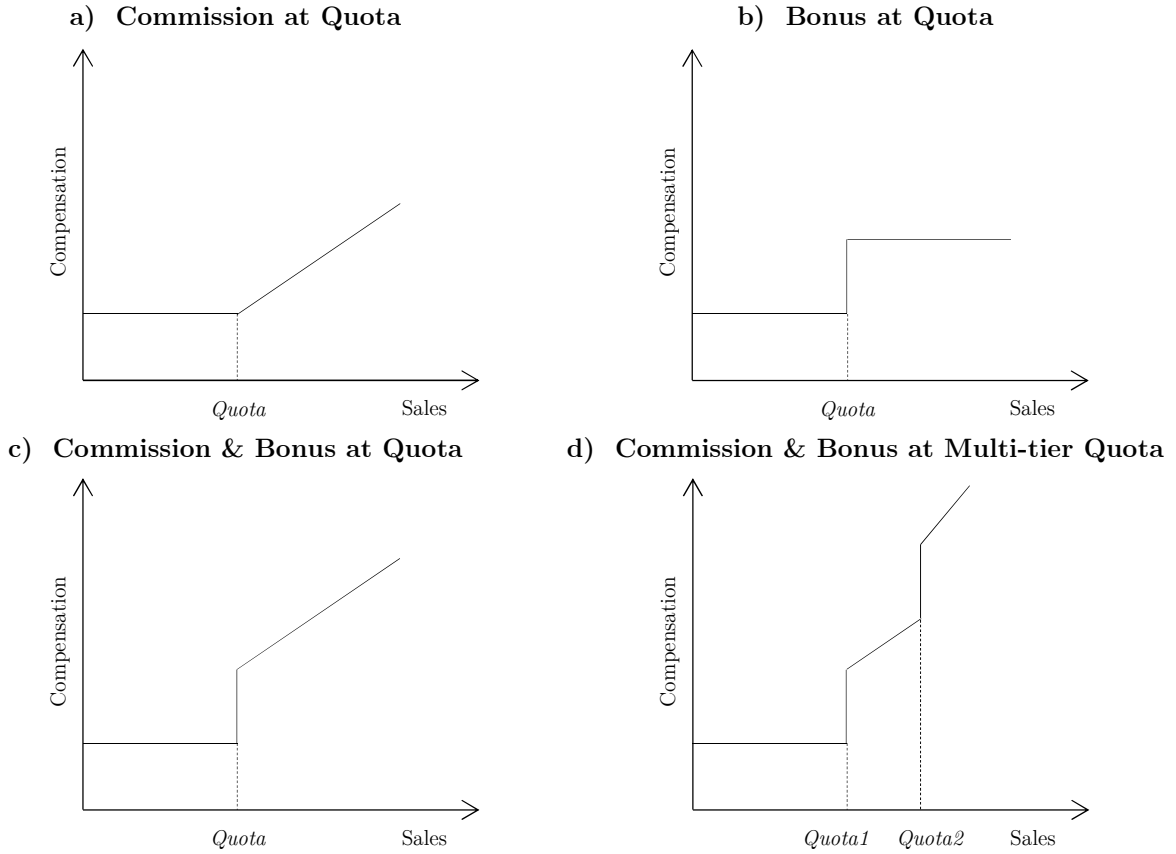 a) Commission at Quota
Compensation
Quota
Sales
b) Bonus at Quota
Compensation
Quota
Sales
c) Commission & Bonus at Quota
Compensation
Quota
Sales
d) Commission & Bonus at Multi-tier Quota
Compensation
Quota1
Quota2
Sales